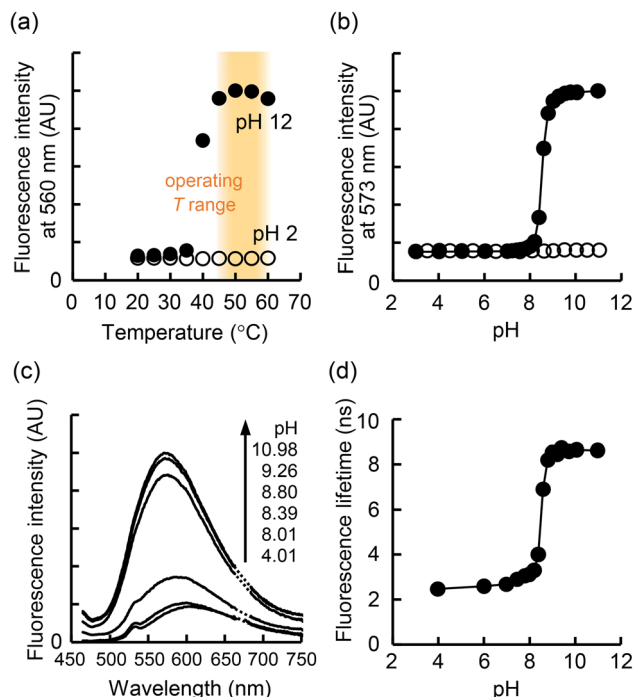 (a)
Fluorescence intensity
at 560 nm (AU)
pH 12
operating
T range
pH 2
0
0 10 20 30 40 50 60 70
Temperature (°C)
(b)
Fluorescence intensity
at 573 nm (AU)
0
2 4 6 8 10 12
pH
(c)
Fluorescence intensity (AU)
pH
10.98
9.26
8.80
8.39
8.01
4.01
0
450 500 550 600 650 700 750
Wavelength (nm)
(d)
Fluorescence lifetime (ns)
10
8
6
4
2
0
2 4 6 8 10 12
pH